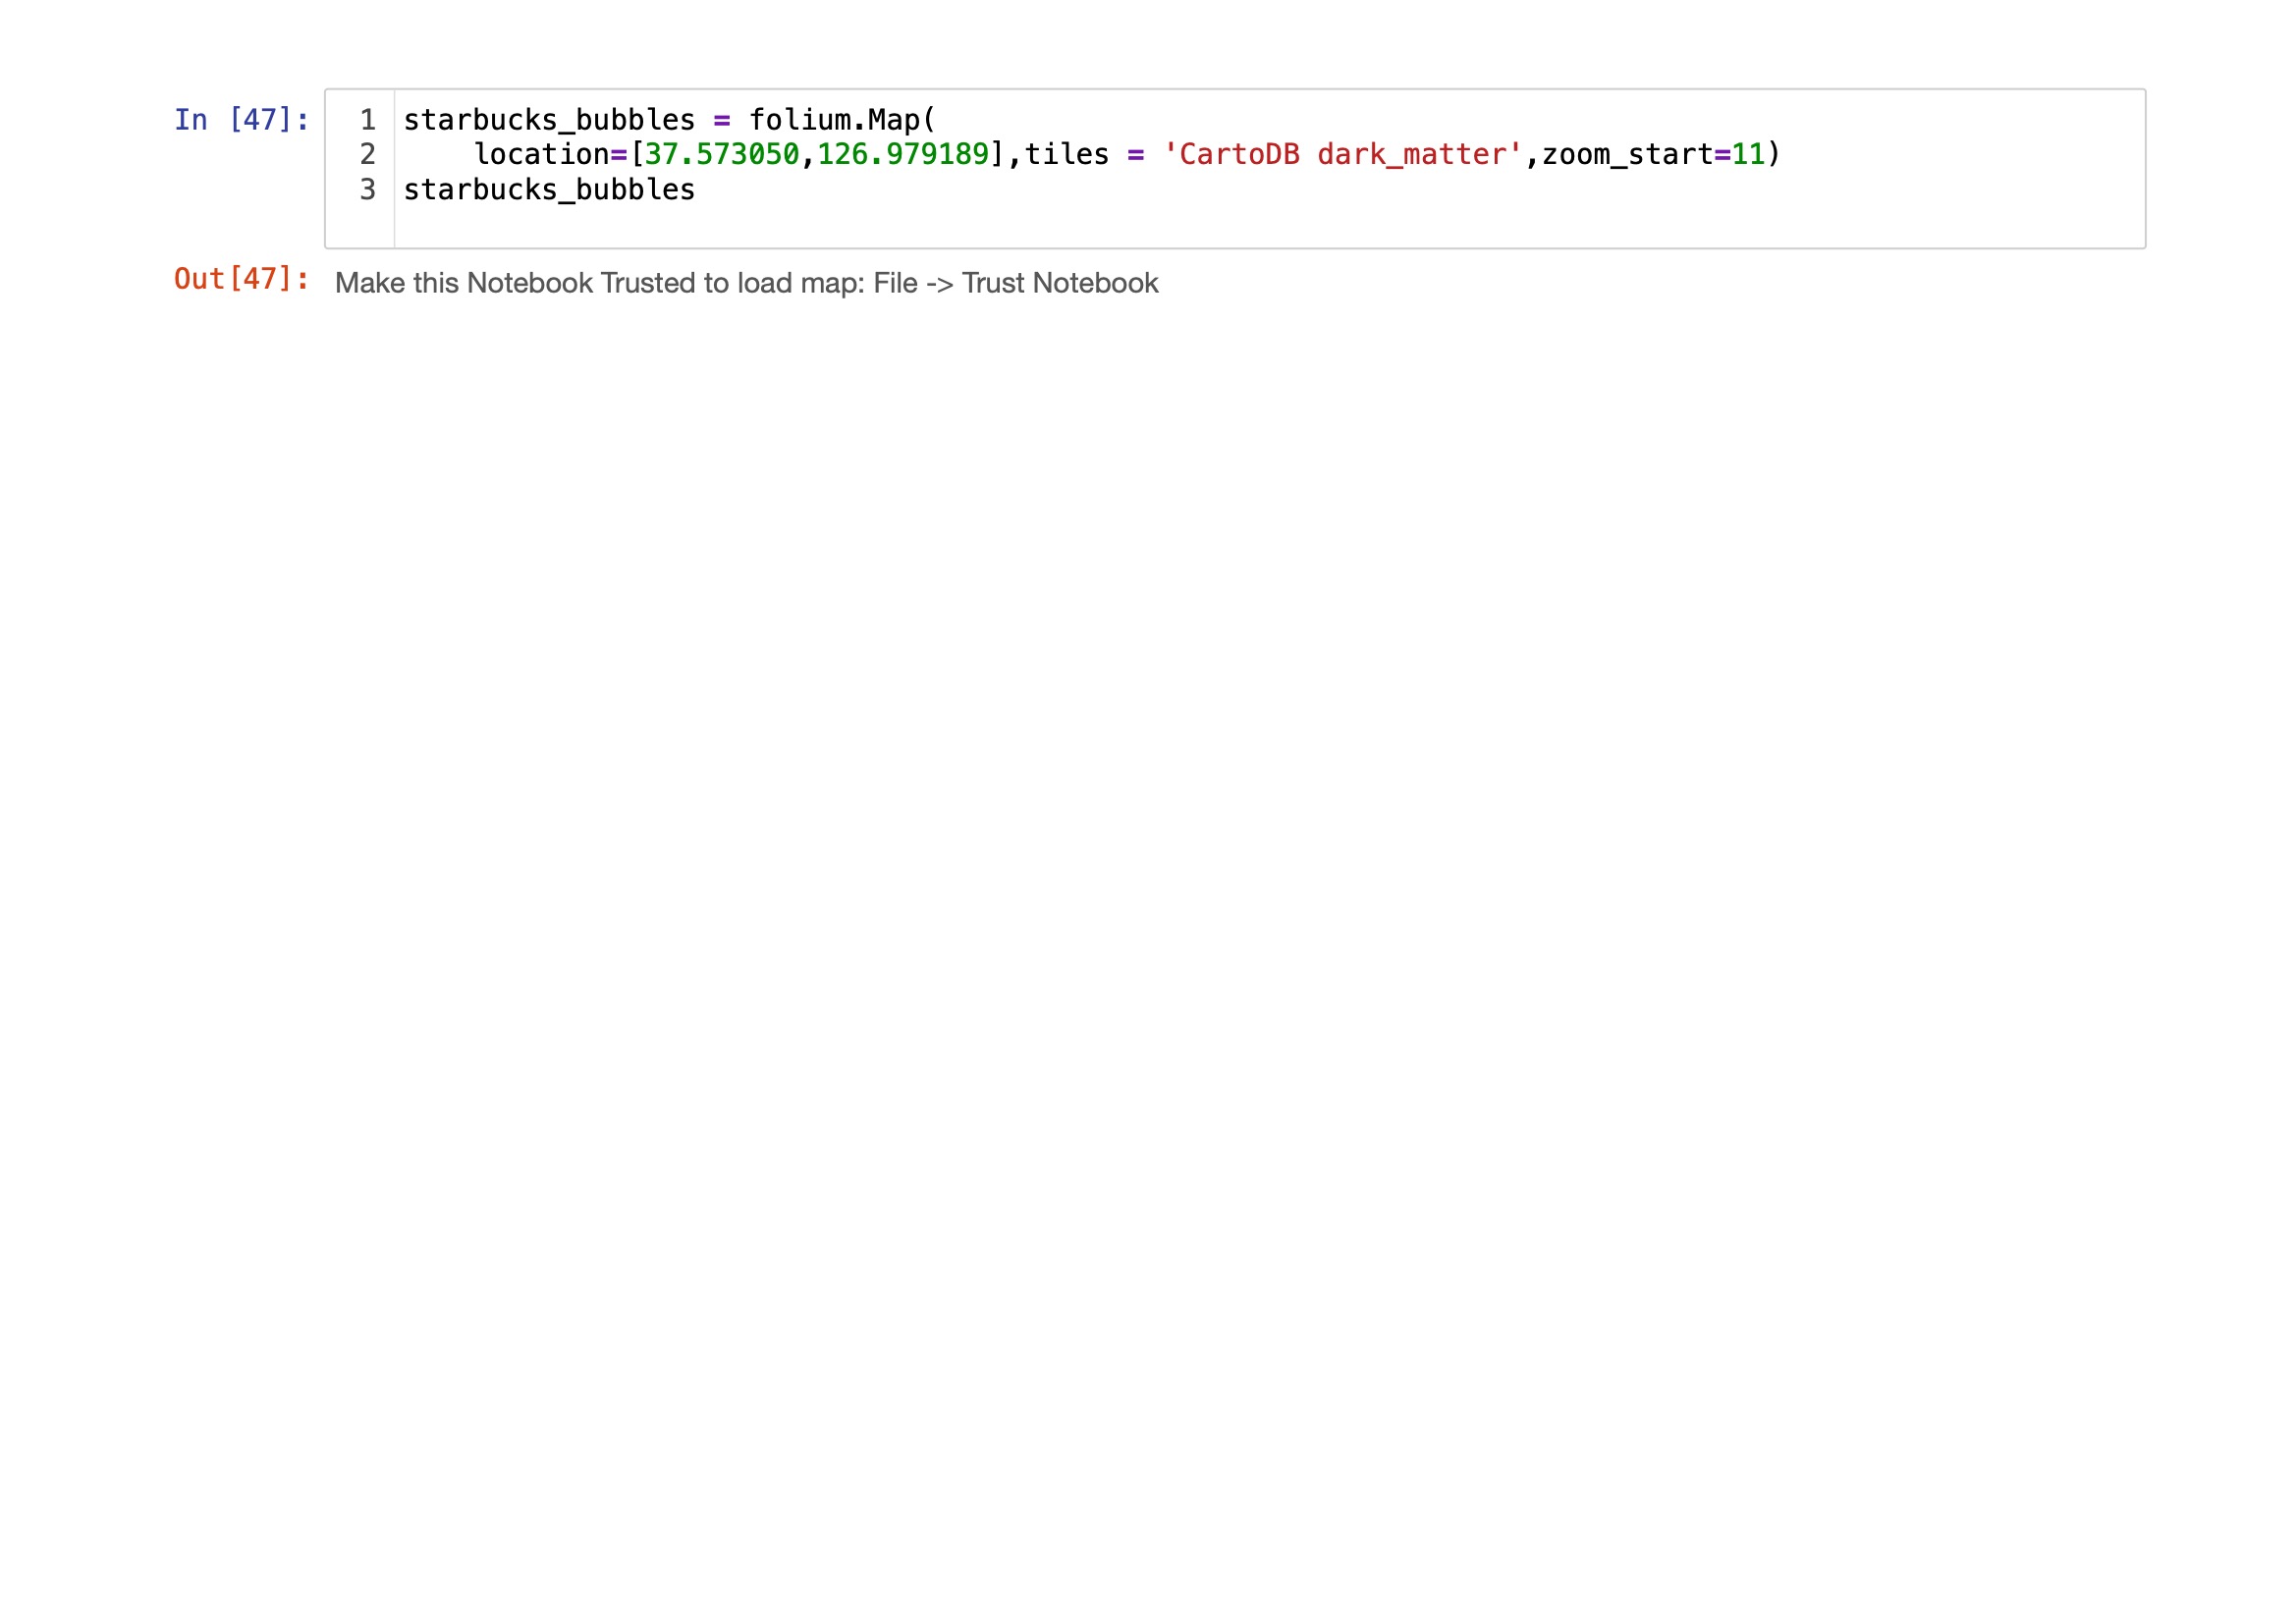 In [47]:
1 starbucks_bubbles = folium.Map(
2     location=[37.573050,126.979189],tiles = 'CartoDB dark_matter',zoom_start=11)
3 starbucks_bubbles
Out[47]: Make this Notebook Trusted to load map: File -> Trust Notebook